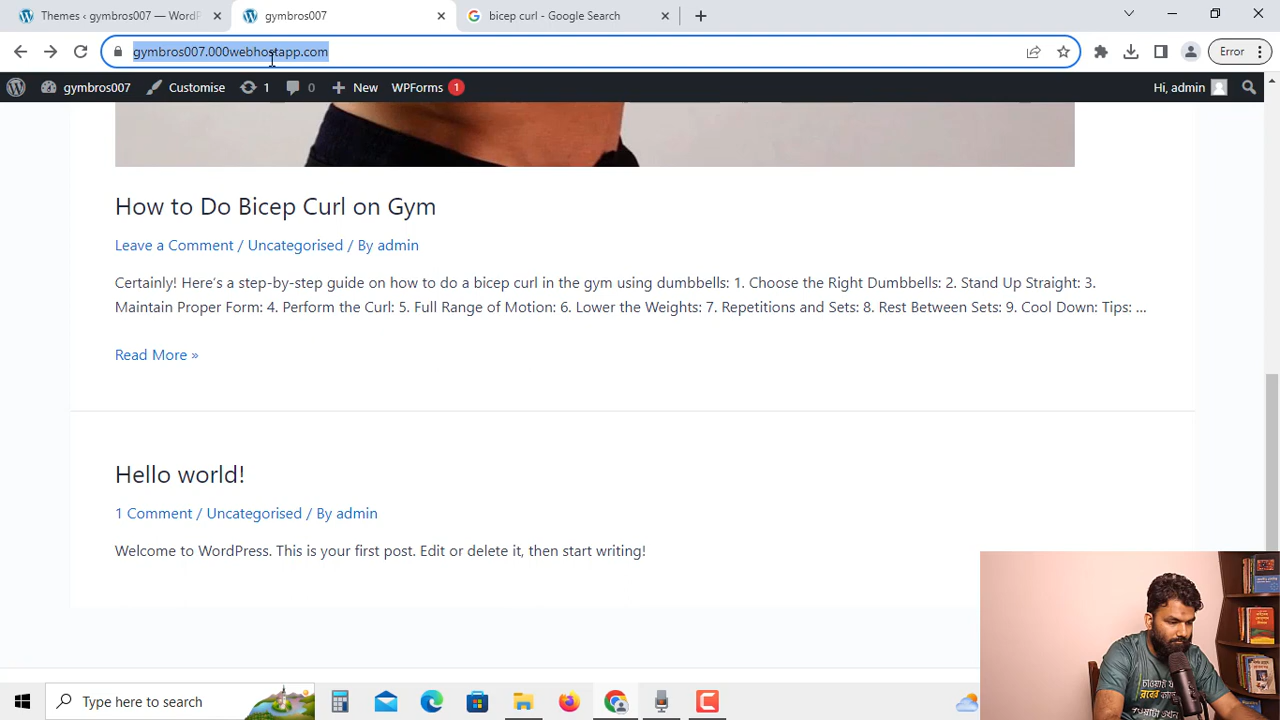 Themes ‹ gymbros007 — WordP
gymbros007
bicep curl - Google Search
gymbros007.000webhostapp.com
Error
gymbros007
Customise
1
0
New
WPForms 1
Hi, admin
How to Do Bicep Curl on Gym
Leave a Comment / Uncategorised / By admin
Certainly! Here’s a step-by-step guide on how to do a bicep curl in the gym using dumbbells: 1. Choose the Right Dumbbells: 2. Stand Up Straight: 3.
Maintain Proper Form: 4. Perform the Curl: 5. Full Range of Motion: 6. Lower the Weights: 7. Repetitions and Sets: 8. Rest Between Sets: 9. Cool Down: Tips: …
Read More »
Hello world!
1 Comment / Uncategorised / By admin
Welcome to WordPress. This is your first post. Edit or delete it, then start writing!
Type here to search